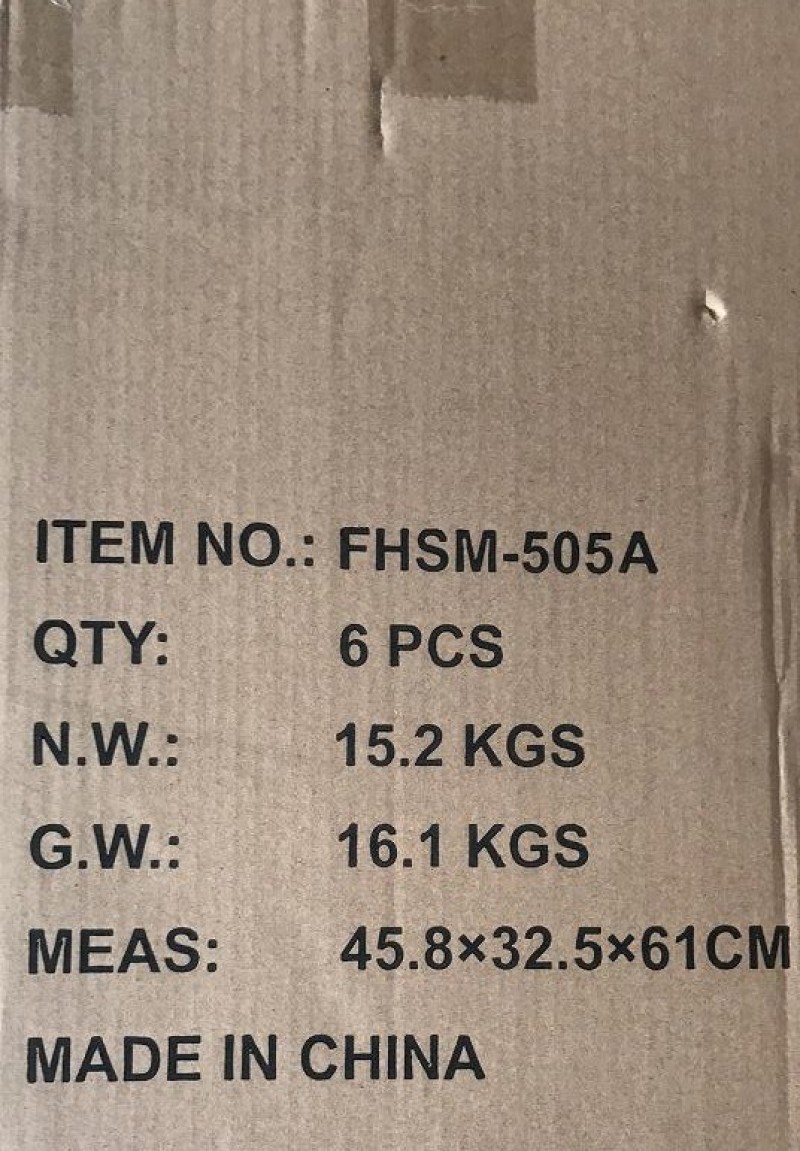 ITEM NO.: FHSM-505A
QTY: 6 PCS
N.W.: 15.2 KGS
G.W.: 16.1 KGS
MEAS: 45.8×32.5×61CM
MADE IN CHINA